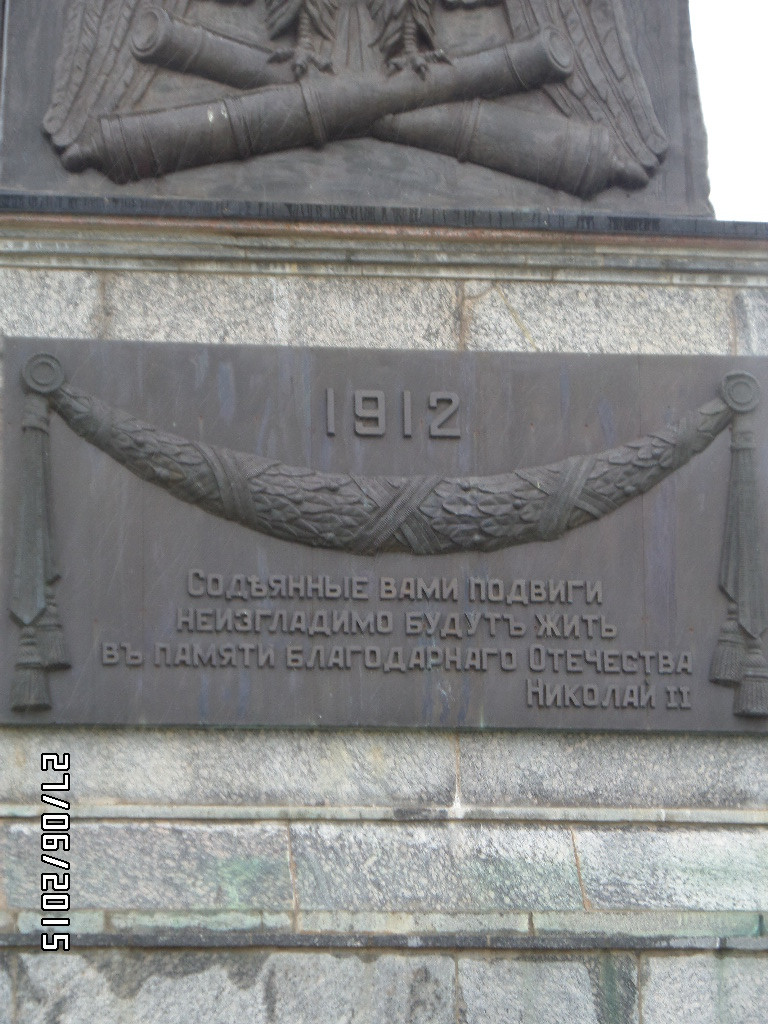 1912
Содѣянные вами подвиги
неизгладимо будутъ жить
въ памяти благодарнаго Отечества
Николай II
27/06/2015